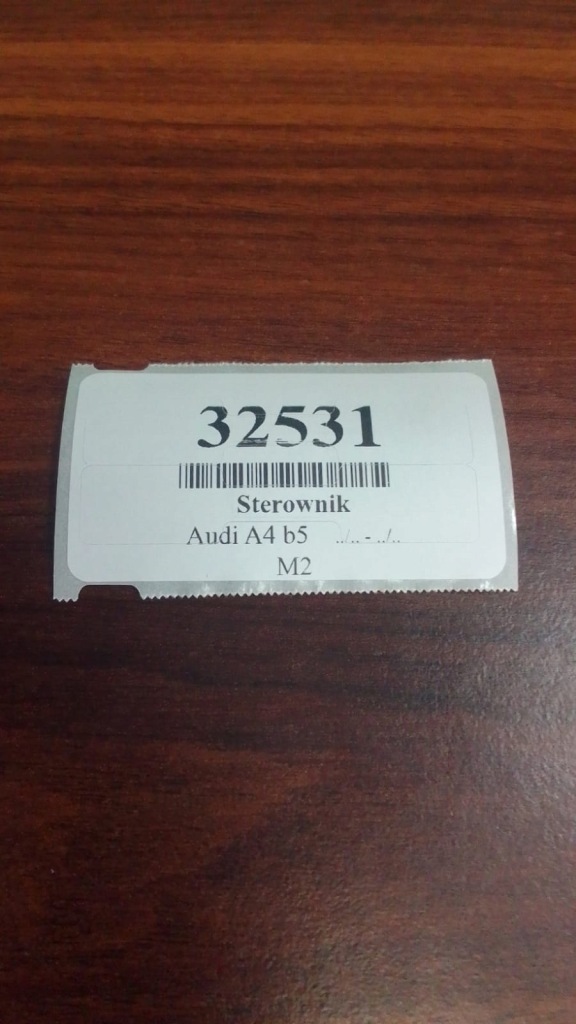 32531
Sterownik
Audi A4 b5 ../.. - ../..
M2